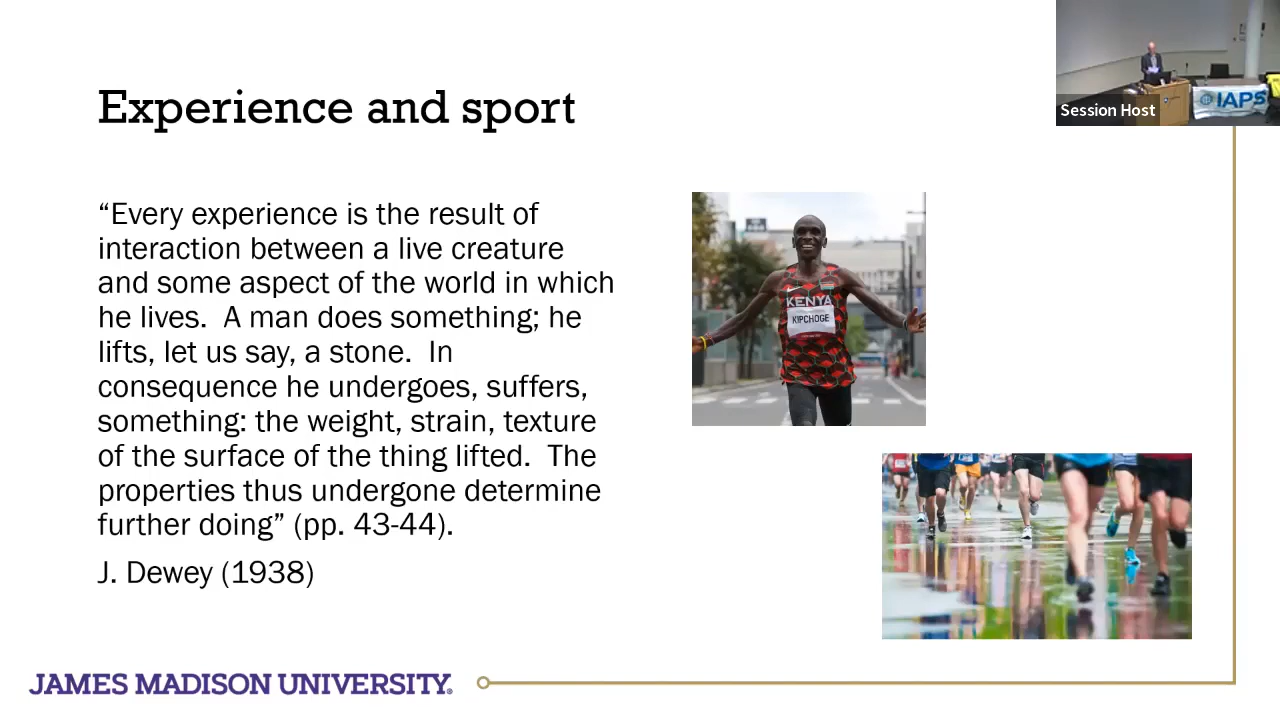 Experience and sport
“Every experience is the result of
interaction between a live creature
and some aspect of the world in which
he lives.  A man does something; he
lifts, let us say, a stone.  In
consequence he undergoes, suffers,
something: the weight, strain, texture
of the surface of the thing lifted.  The
properties thus undergone determine
further doing” (pp. 43-44).
J. Dewey (1938)
KENYA
KIPCHOGE
Session Host
IAPS
JAMES MADISON UNIVERSITY®